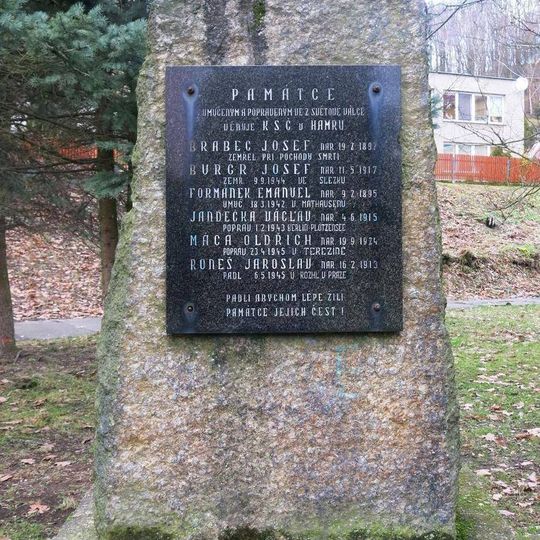 PAMÁTCE
UMUČENÝM A POPRAVENÝM VE 2 SVĚTOVÉ VÁLCE
VĚNUJE KSČ V HAMRU
BRABEC JOSEF NAR 19 2 1897
ZEMŘEL PŘI POCHODU SMRTI
BURGR JOSEF NAR 11 5 1917
ZEMŘ 9 9 1944 VE SLEZKU
FORMÁNEK EMANUEL NAR 9 2 1895
UMUČ 18 3 1942 V MATHAUSENU
JANDEČKA VÁCLAV NAR 4 6 1915
POPRAV 1 2 1943 BERLIN PLÖTZENSEE
MACA OLDŘICH NAR 19 9 1924
POPRAV 23 4 1945 V TEREZÍNĚ
ROHEŠ JAROSLAV NAR 16 2 1913
PADL 6 5 1945 V ROZHL V PRAZE
PADLI ABYCHOM LÉPE ŽILI
PAMÁTCE JEJICH ČEST !